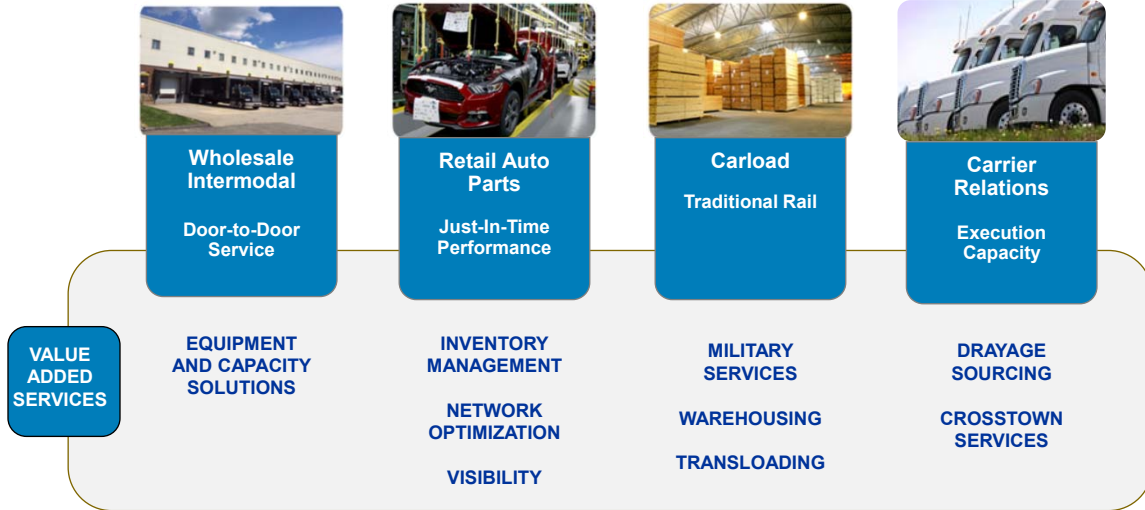 Wholesale
Intermodal
Door-to-Door
Service
Retail Auto
Parts
Just-In-Time
Performance
Carload
Traditional Rail
Carrier
Relations
Execution
Capacity
VALUE
ADDED
SERVICES
EQUIPMENT
AND CAPACITY
SOLUTIONS
INVENTORY
MANAGEMENT
NETWORK
OPTIMIZATION
VISIBILITY
MILITARY
SERVICES
WAREHOUSING
TRANSLOADING
DRAYAGE
SOURCING
CROSSTOWN
SERVICES